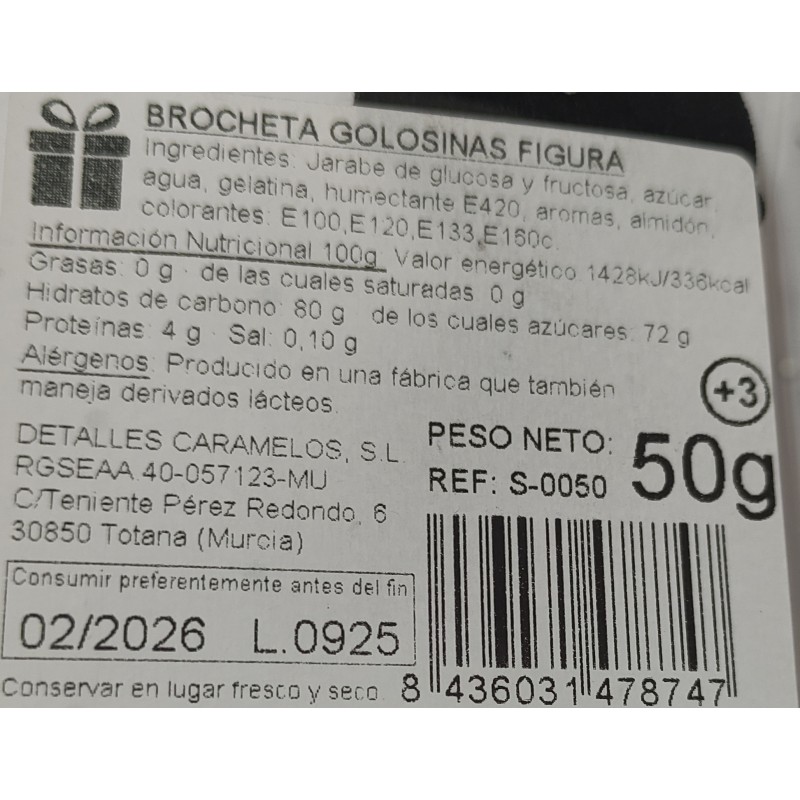 BROCHETA GOLOSINAS FIGURA
Ingredientes: Jarabe de glucosa y fructosa, azúcar,
agua, gelatina, humectante E420, aromas, almidón,
colorantes: E100,E120,E133,E160c.
Información Nutricional 100g: Valor energético 1428kJ/336kcal
Grasas: 0 g - de las cuales saturadas 0 g
Hidratos de carbono: 80 g de los cuales azúcares: 72 g
Proteínas: 4 g - Sal: 0,10 g
Alérgenos: Producido en una fábrica que también
maneja derivados lácteos.
+3
DETALLES CARAMELOS, S.L.
RGSEAA 40-057123-MU
C/Teniente Pérez Redondo, 6
30850 Totana (Murcia)
PESO NETO: 50g
REF: S-0050
Consumir preferentemente antes del fin
02/2026 L.0925
Conservar en lugar fresco y seco.
8 436031 478747